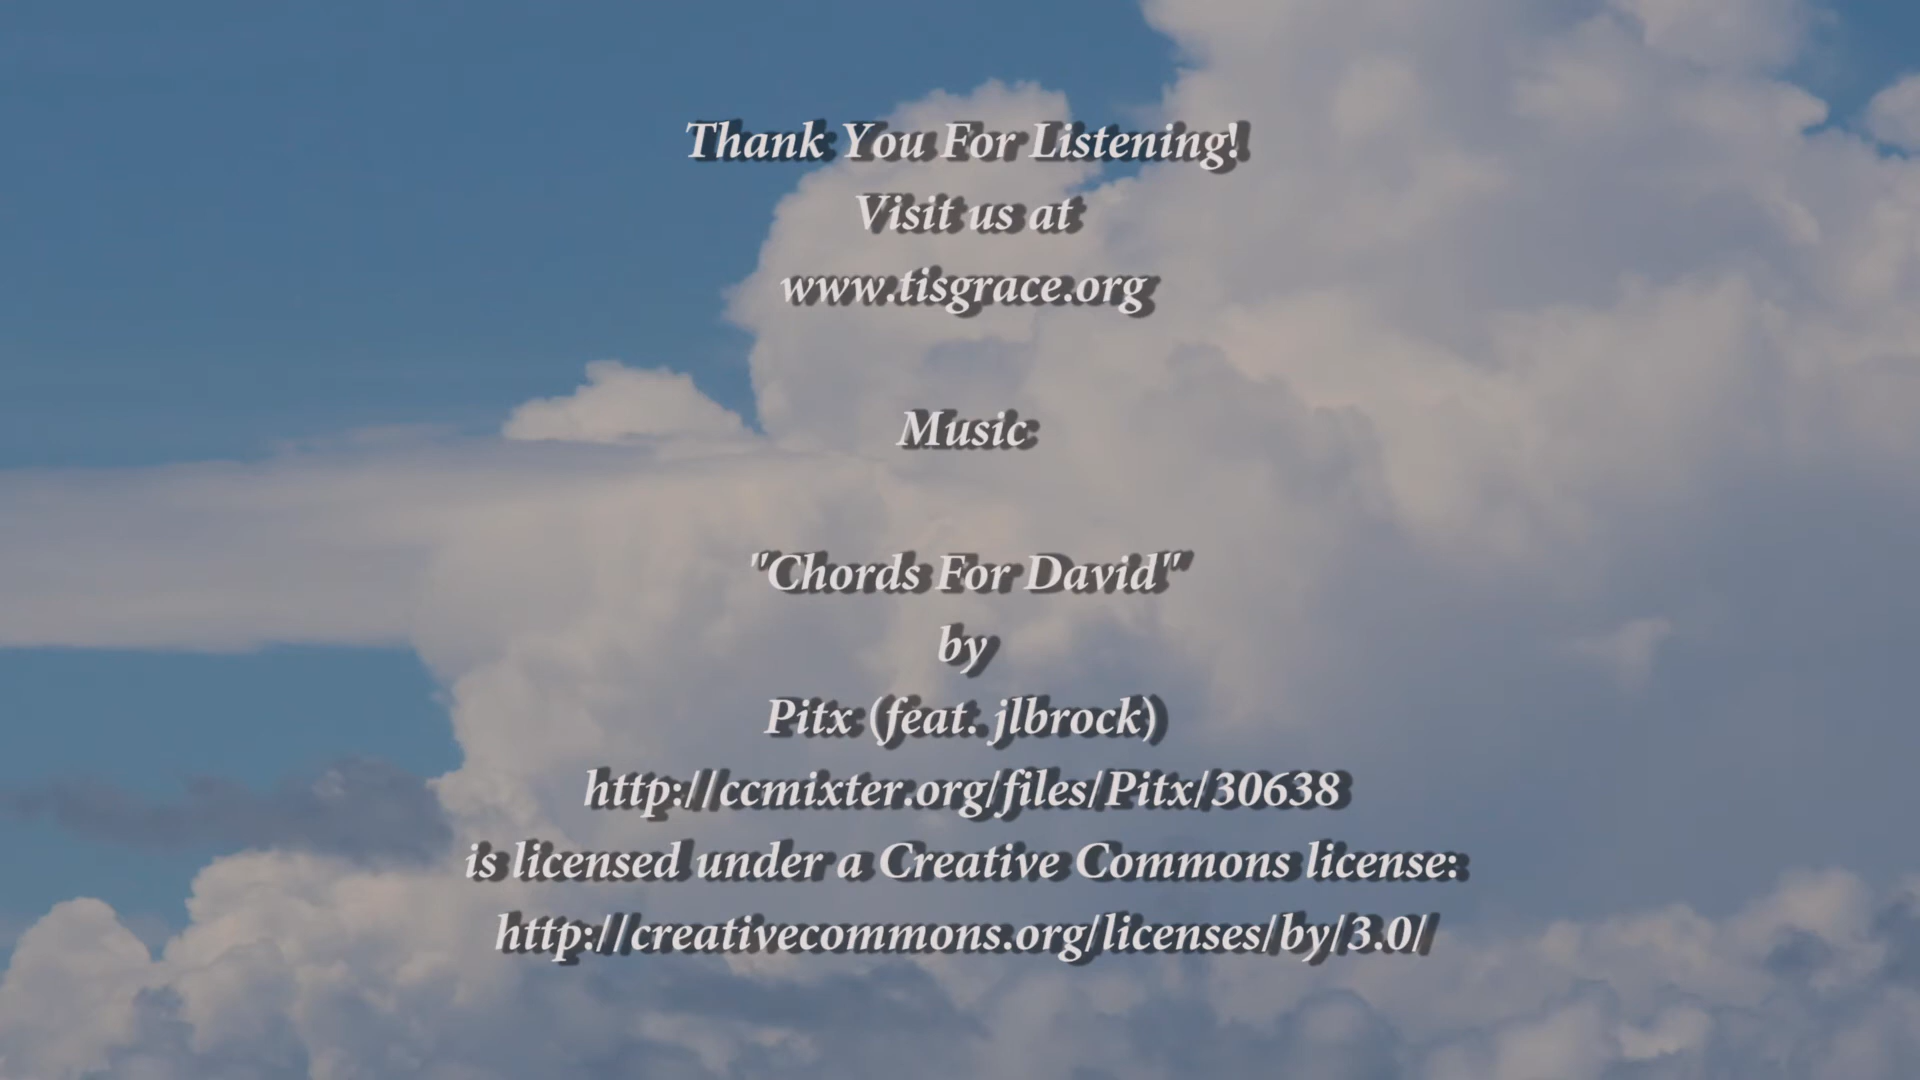 Thank You For Listening!
Visit us at
www.tisgrace.org
Music
"Chords For David"
by
Pitx (feat. jlbrock)
http://ccmixter.org/files/Pitx/30638
is licensed under a Creative Commons license:
http://creativecommons.org/licenses/by/3.0/